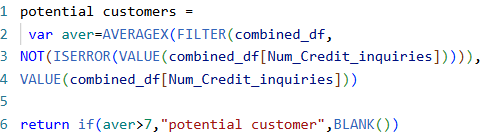 1 potential customers =
2 var aver=AVERAGEX(FILTER(combined_df,
3 NOT(ISERROR(VALUE(combined_df[Num_Credit_inquiries])))),
4 VALUE(combined_df[Num_Credit_inquiries]))
5
6 return if(aver>7,"potential customer",BLANK())